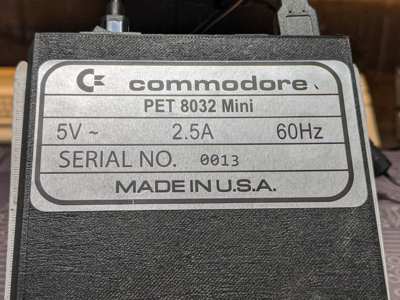 commodore
PET 8032 Mini
5V ~ 2.5A 60Hz
SERIAL NO. 0013
MADE IN U.S.A.